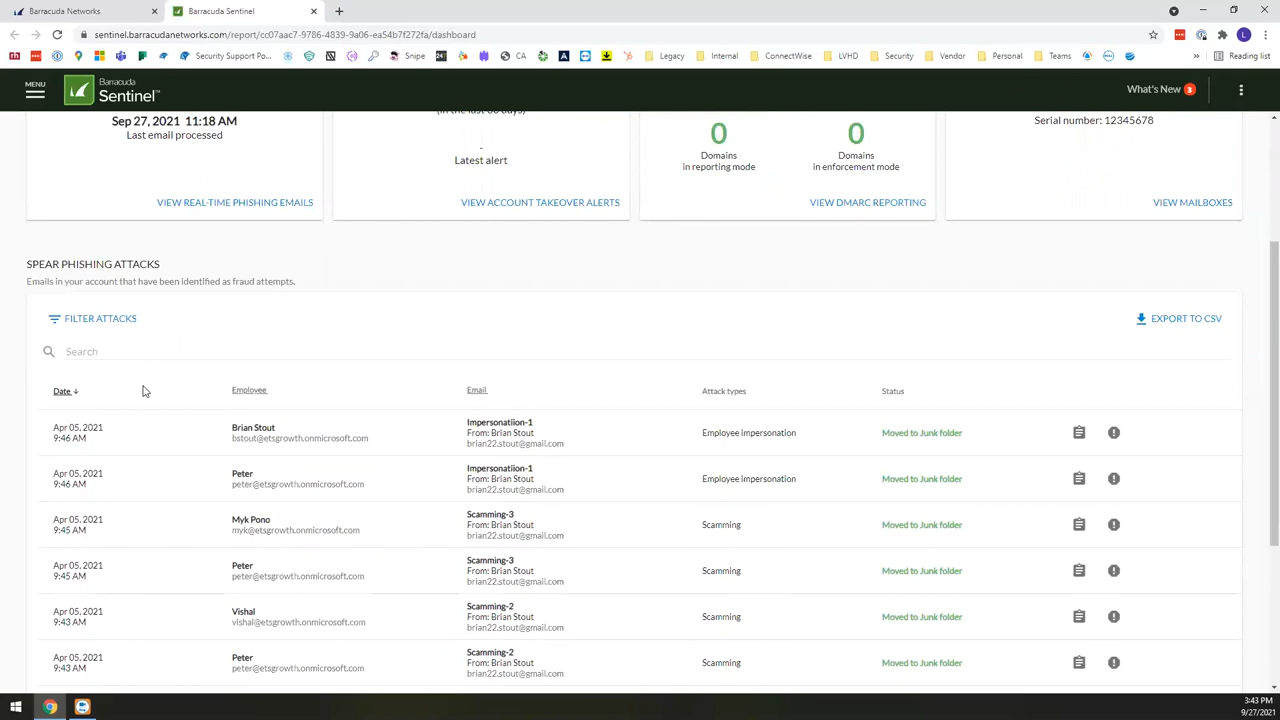 Barracuda Networks
Barracuda Sentinel
sentinel.barracudanetworks.com/report/cc07aac7-9786-4839-9a06-ea54b7f272fa/dashboard
L
Security Support Po...
Snipe
CA
Legacy
Internal
ConnectWise
LVHD
Security
Vendor
Personal
Teams
»
Reading list
MENU
Barracuda
Sentinel™
What's New 3
Sep 27, 2021 11:18 AM
Last email processed
-
Latest alert
0
Domains
in reporting mode
0
Domains
in enforcement mode
Serial number: 12345678
VIEW REAL-TIME PHISHING EMAILS
VIEW ACCOUNT TAKEOVER ALERTS
VIEW DMARC REPORTING
VIEW MAILBOXES
SPEAR PHISHING ATTACKS
Emails in your account that have been identified as fraud attempts.
FILTER ATTACKS
EXPORT TO CSV
Search
Date ↓
Employee
Email
Attack types
Status
Apr 05, 2021
9:46 AM
Brian Stout
bstout@etsgrowth.onmicrosoft.com
Impersonatiion-1
From: Brian Stout
brian22.stout@gmail.com
Employee impersonation
Moved to Junk folder
Apr 05, 2021
9:46 AM
Peter
peter@etsgrowth.onmicrosoft.com
Impersonatiion-1
From: Brian Stout
brian22.stout@gmail.com
Employee impersonation
Moved to Junk folder
Apr 05, 2021
9:45 AM
Myk Pono
myk@etsgrowth.onmicrosoft.com
Scamming-3
From: Brian Stout
brian22.stout@gmail.com
Scamming
Moved to Junk folder
Apr 05, 2021
9:45 AM
Peter
peter@etsgrowth.onmicrosoft.com
Scamming-3
From: Brian Stout
brian22.stout@gmail.com
Scamming
Moved to Junk folder
Apr 05, 2021
9:43 AM
Vishal
vishal@etsgrowth.onmicrosoft.com
Scamming-2
From: Brian Stout
brian22.stout@gmail.com
Scamming
Moved to Junk folder
Apr 05, 2021
9:43 AM
Peter
peter@etsgrowth.onmicrosoft.com
Scamming-2
From: Brian Stout
brian22.stout@gmail.com
Scamming
Moved to Junk folder
3:43 PM
9/27/2021